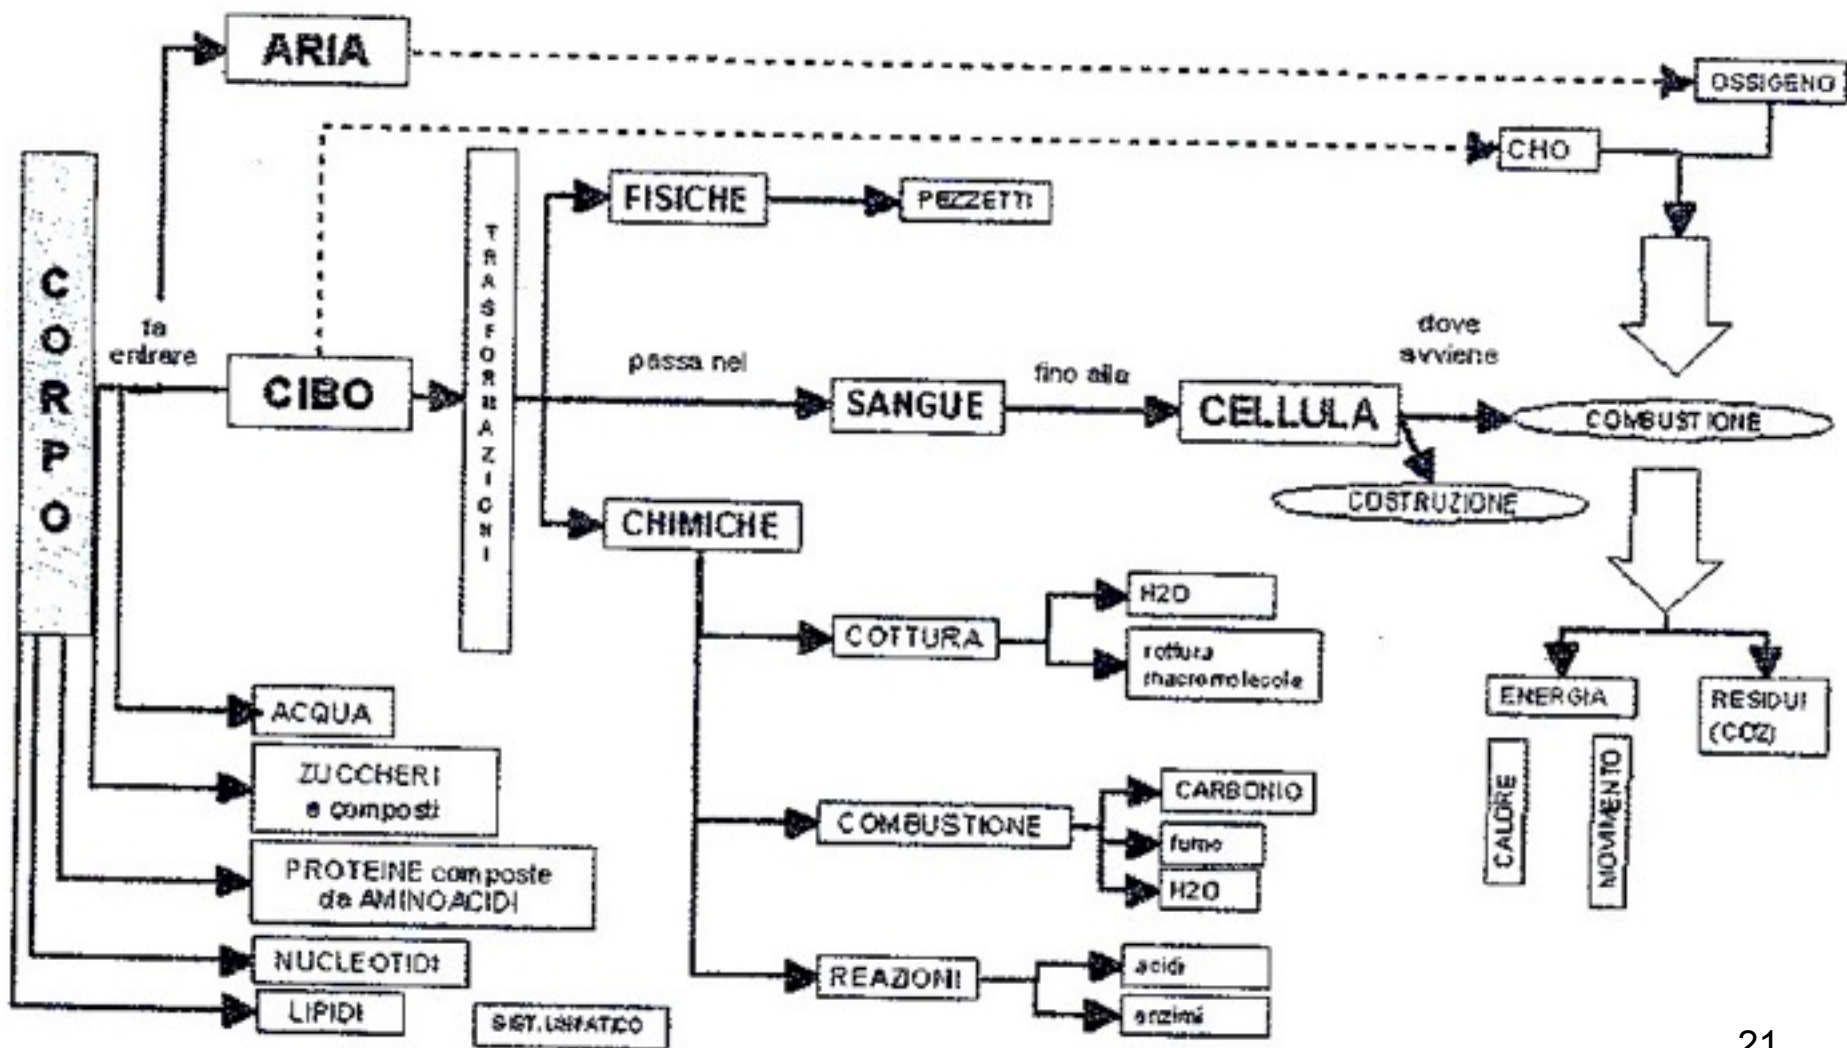 ARIA
OSSIGENO
CHO
FISICHE
PEZZETTI
CORPO
TRASFORMAZIONI
fa
entrare
CIBO
passa nel
SANGUE
fino alla
CELLULA
dove
avviene
COMBUSTIONE
COSTRUZIONE
CHIMICHE
COTTURA
H2O
rottura
macromolecole
ENERGIA
RESIDUI
(CO2)
CALORE
MOVIMENTO
ACQUA
ZUCCHERI
e composti
PROTEINE composte
da AMINOACIDI
NUCLEOTIDI
LIPIDI
COMBUSTIONE
CARBONIO
fumo
H2O
REAZIONI
acidi
enzimi
SIST. LINFATICO
21